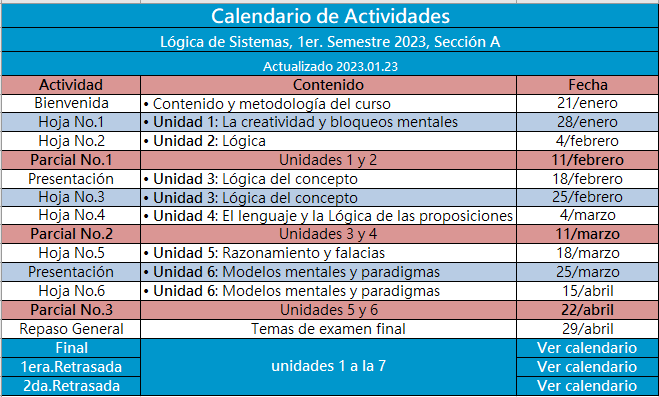 Calendario de Actividades
Lógica de Sistemas, 1er. Semestre 2023, Sección A
Actualizado 2023.01.23
Actividad Contenido Fecha
Bienvenida • Contenido y metodología del curso 21/enero
Hoja No.1 • Unidad 1: La creatividad y bloqueos mentales 28/enero
Hoja No.2 • Unidad 2: Lógica 4/febrero
Parcial No.1 Unidades 1 y 2 11/febrero
Presentación • Unidad 3: Lógica del concepto 18/febrero
Hoja No.3 • Unidad 3: Lógica del concepto 25/febrero
Hoja No.4 • Unidad 4: El lenguaje y la Lógica de las proposiciones 4/marzo
Parcial No.2 Unidades 3 y 4 11/marzo
Hoja No.5 • Unidad 5: Razonamiento y falacias 18/marzo
Presentación • Unidad 6: Modelos mentales y paradigmas 25/marzo
Hoja No.6 • Unidad 6: Modelos mentales y paradigmas 15/abril
Parcial No.3 Unidades 5 y 6 22/abril
Repaso General Temas de examen final 29/abril
Final Ver calendario
1era.Retrasada unidades 1 a la 7 Ver calendario
2da.Retrasada Ver calendario